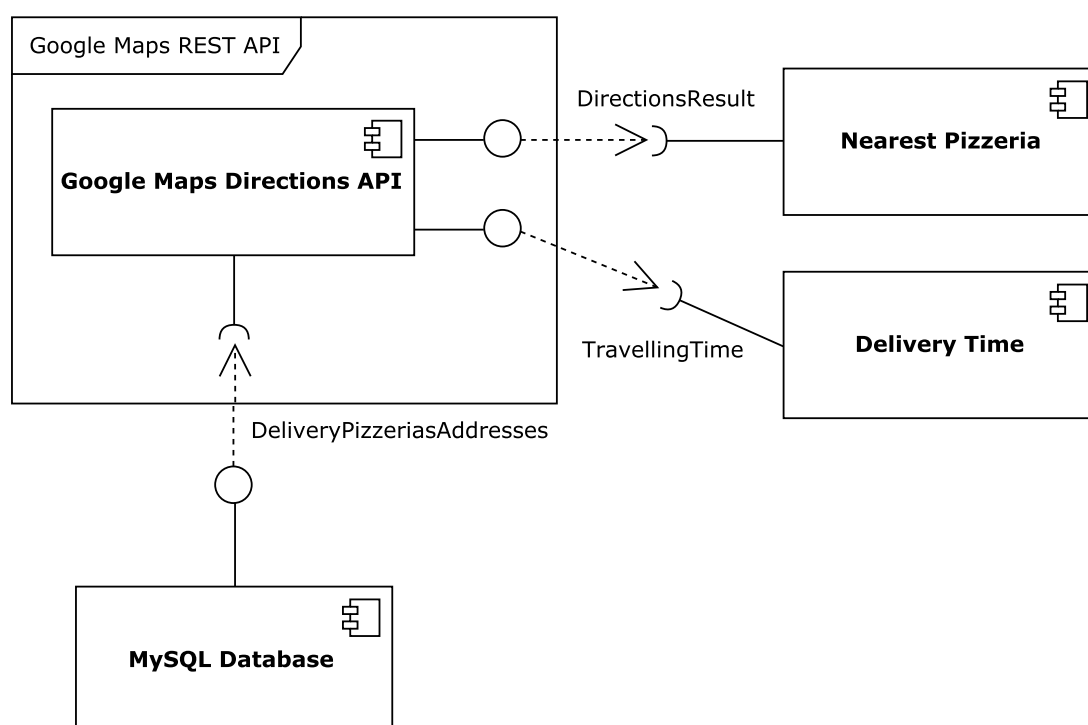 Google Maps REST API
DirectionsResult
Nearest Pizzeria
Google Maps Directions API
Delivery Time
TravellingTime
DeliveryPizzeriasAddresses
MySQL Database